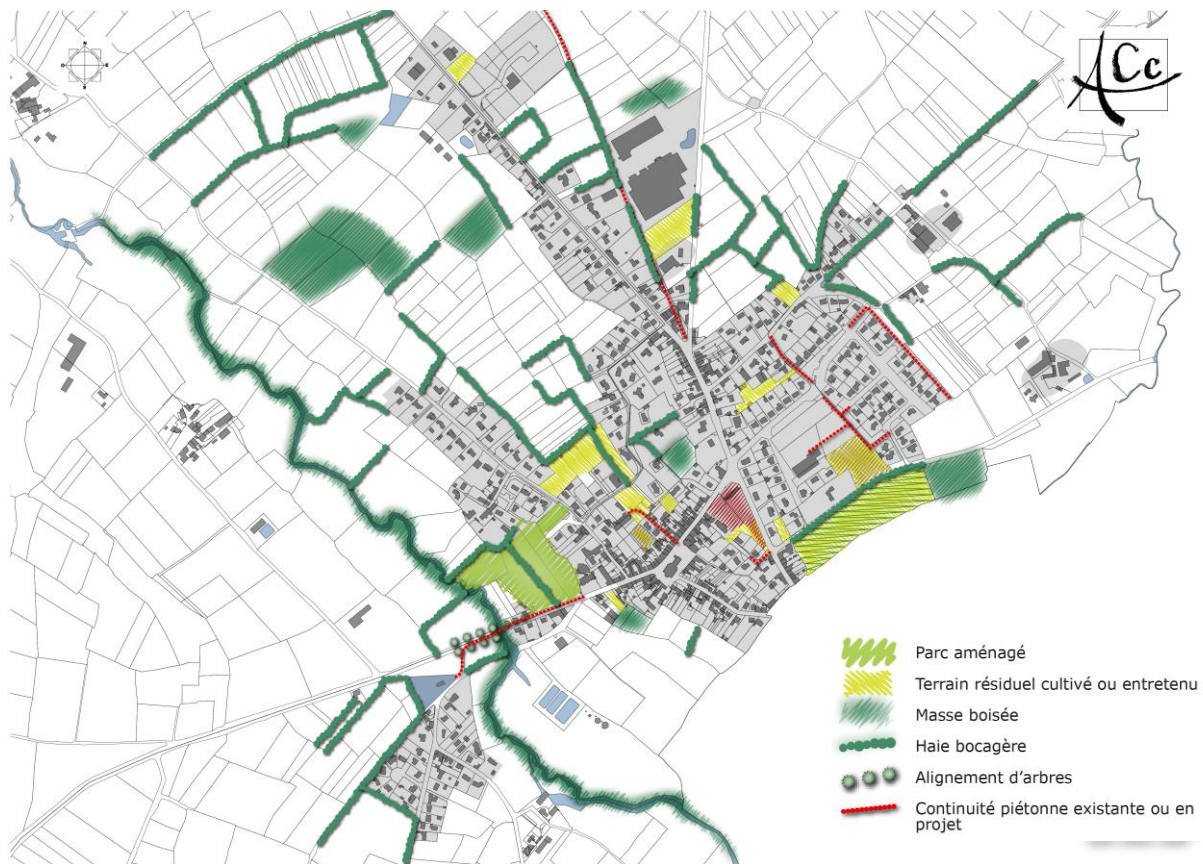 Cc
Parc aménagé
Terrain résiduel cultivé ou entretenu
Masse boisée
Haie bocagère
Alignement d'arbres
Continuité piétonne existante ou en
projet